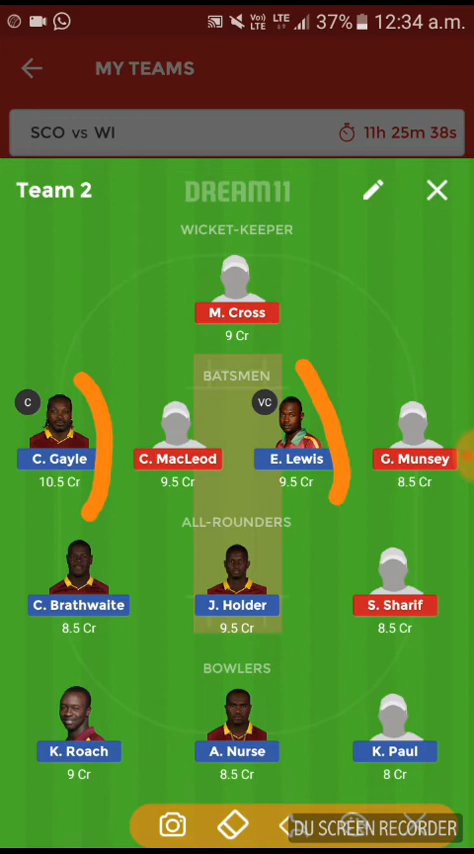 Vo) LTE LTE 37% 12:34 a.m.
MY TEAMS
SCO vs WI 11h 25m 38s
Team 2 DREAM11
WICKET-KEEPER
M. Cross
9 Cr
BATSMEN
C VC
C. Gayle C. MacLeod E. Lewis G. Munsey
10.5 Cr 9.5 Cr 9.5 Cr 8.5 Cr
ALL-ROUNDERS
C. Brathwaite J. Holder S. Sharif
8.5 Cr 9.5 Cr 8.5 Cr
BOWLERS
K. Roach A. Nurse K. Paul
9 Cr 8.5 Cr 8 Cr
DU SCREEN RECORDER